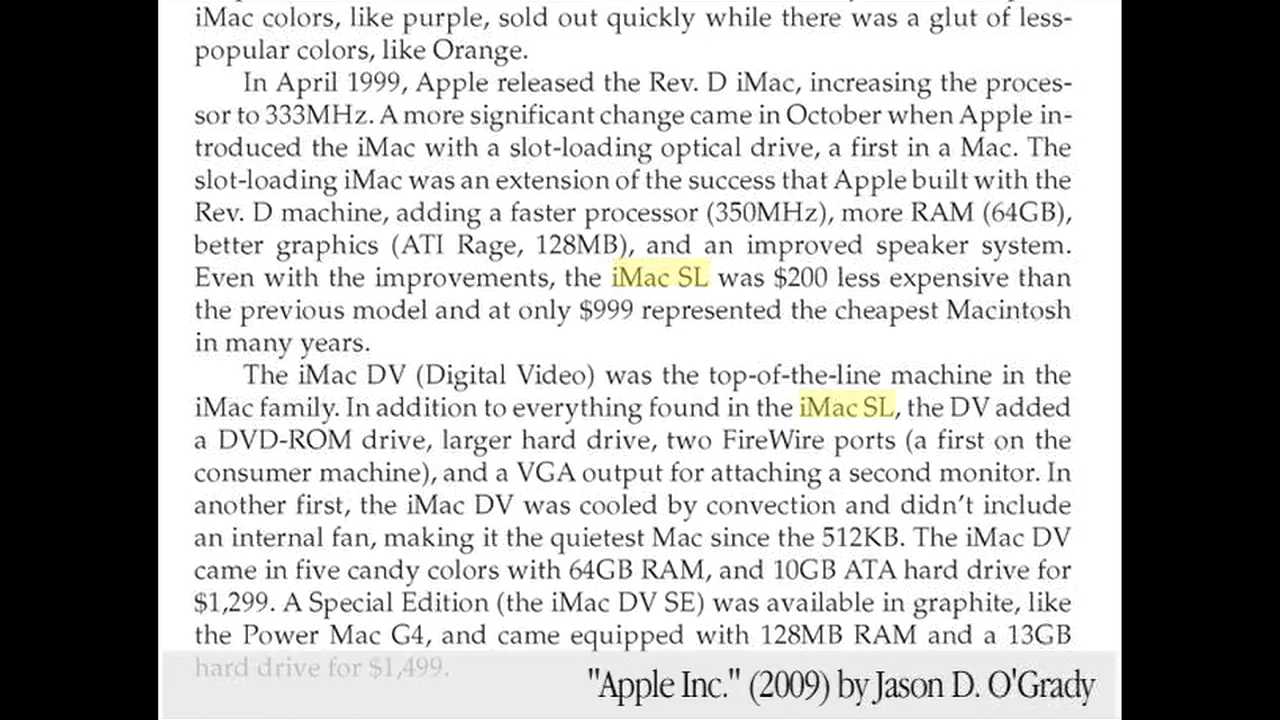 iMac colors, like purple, sold out quickly while there was a glut of less-
popular colors, like Orange.
In April 1999, Apple released the Rev. D iMac, increasing the proces-
sor to 333MHz. A more significant change came in October when Apple in-
troduced the iMac with a slot-loading optical drive, a first in a Mac. The
slot-loading iMac was an extension of the success that Apple built with the
Rev. D machine, adding a faster processor (350MHz), more RAM (64GB),
better graphics (ATI Rage, 128MB), and an improved speaker system.
Even with the improvements, the iMac SL was $200 less expensive than
the previous model and at only $999 represented the cheapest Macintosh
in many years.
The iMac DV (Digital Video) was the top-of-the-line machine in the
iMac family. In addition to everything found in the iMac SL, the DV added
a DVD-ROM drive, larger hard drive, two FireWire ports (a first on the
consumer machine), and a VGA output for attaching a second monitor. In
another first, the iMac DV was cooled by convection and didn't include
an internal fan, making it the quietest Mac since the 512KB. The iMac DV
came in five candy colors with 64GB RAM, and 10GB ATA hard drive for
$1,299. A Special Edition (the iMac DV SE) was available in graphite, like
the Power Mac G4, and came equipped with 128MB RAM and a 13GB
hard drive for $1,499.
"Apple Inc." (2009) by Jason D. O'Grady